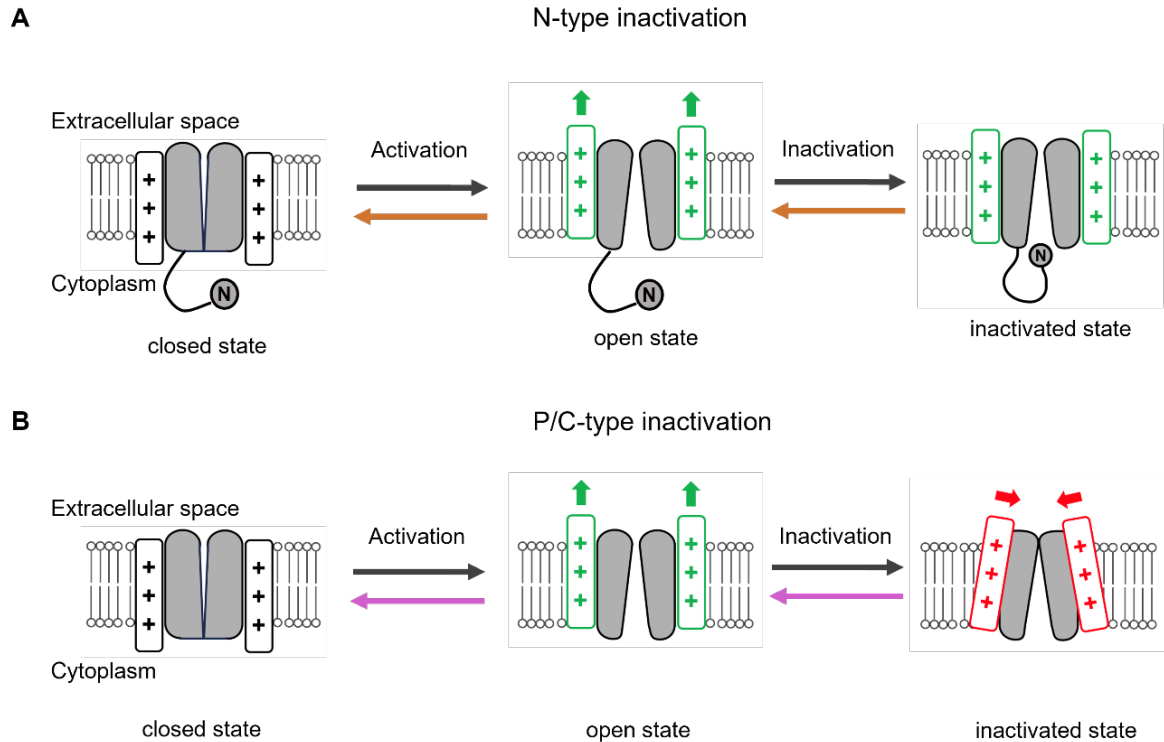 A
N-type inactivation
Extracellular space
Activation
Inactivation
+ + + +
+ + + +
+ + + +
+ + + +
+ + + +
Cytoplasm
N
N
N
closed state
open state
inactivated state
B
P/C-type inactivation
Extracellular space
Activation
Inactivation
+ + + +
+ + + +
+ + + +
+ + + +
+ + + +
Cytoplasm
closed state
open state
inactivated state